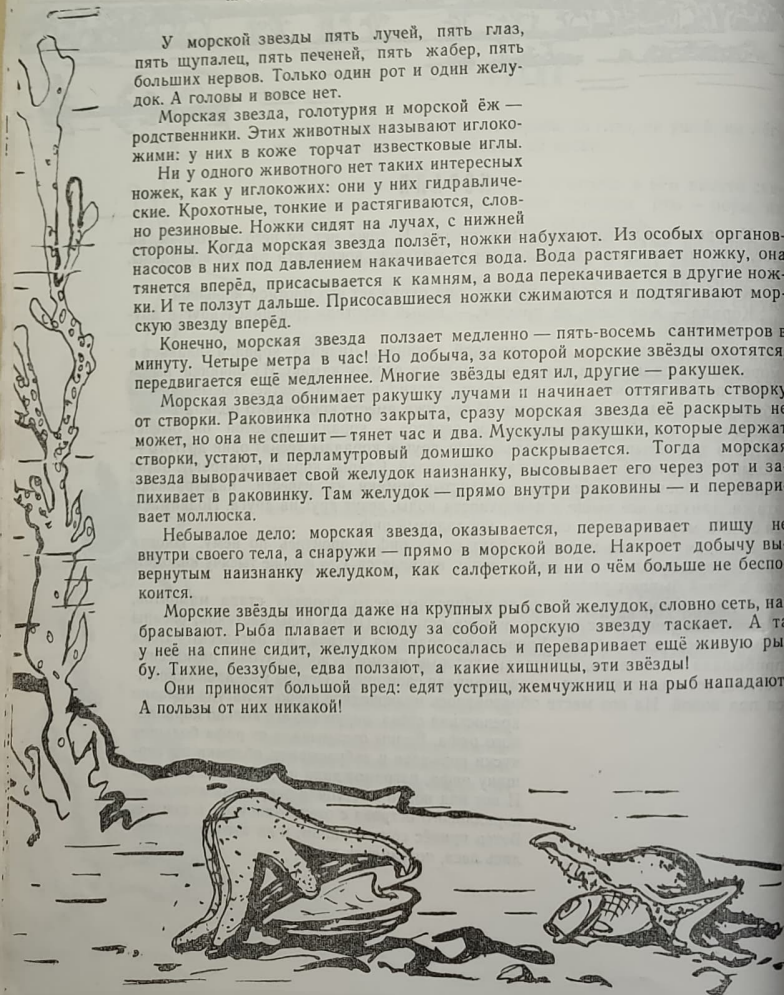 У морской звезды пять лучей, пять глаз,
пять щупалец, пять печеней, пять жабер, пять
больших нервов. Только один рот и один желу-
док. А головы и вовсе нет.
Морская звезда, голотурия и морской ёж —
родственники. Этих животных называют иглоко-
жими: у них в коже торчат известковые иглы.
Ни у одного животного нет таких интересных
ножек, как у иглокожих: они у них гидравличе-
ские. Крохотные, тонкие и растягиваются, слов-
но резиновые. Ножки сидят на лучах, с нижней
стороны. Когда морская звезда ползёт, ножки набухают. Из особых органов-
насосов в них под давлением накачивается вода. Вода растягивает ножку, она
тянется вперёд, присасывается к камням, а вода перекачивается в другие нож-
ки. И те ползут дальше. Присосавшиеся ножки сжимаются и подтягивают мор-
скую звезду вперёд.
Конечно, морская звезда ползает медленно — пять-восемь сантиметров в
минуту. Четыре метра в час! Но добыча, за которой морские звёзды охотятся
передвигается ещё медленнее. Многие звёзды едят ил, другие — ракушек.
Морская звезда обнимает ракушку лучами и начинает оттягивать створку
от створки. Раковинка плотно закрыта, сразу морская звезда её раскрыть не
может, но она не спешит — тянет час и два. Мускулы ракушки, которые держат
створки, устают, и перламутровый домишко раскрывается. Тогда морская
звезда выворачивает свой желудок наизнанку, высовывает его через рот и за
пихивает в раковинку. Там желудок — прямо внутри раковины — и перевари
вает моллюска.
Небывалое дело: морская звезда, оказывается, переваривает пищу не
внутри своего тела, а снаружи — прямо в морской воде. Накроет добычу вы
вернутым наизнанку желудком, как салфеткой, и ни о чём больше не беспо
коится.
Морские звёзды иногда даже на крупных рыб свой желудок, словно сеть, на
брасывают. Рыба плавает и всюду за собой морскую звезду таскает. А та
у неё на спине сидит, желудком присосалась и переваривает ещё живую ры
бу. Тихие, беззубые, едва ползают, а какие хищницы, эти звёзды!
Они приносят большой вред: едят устриц, жемчужниц и на рыб нападают
А пользы от них никакой!